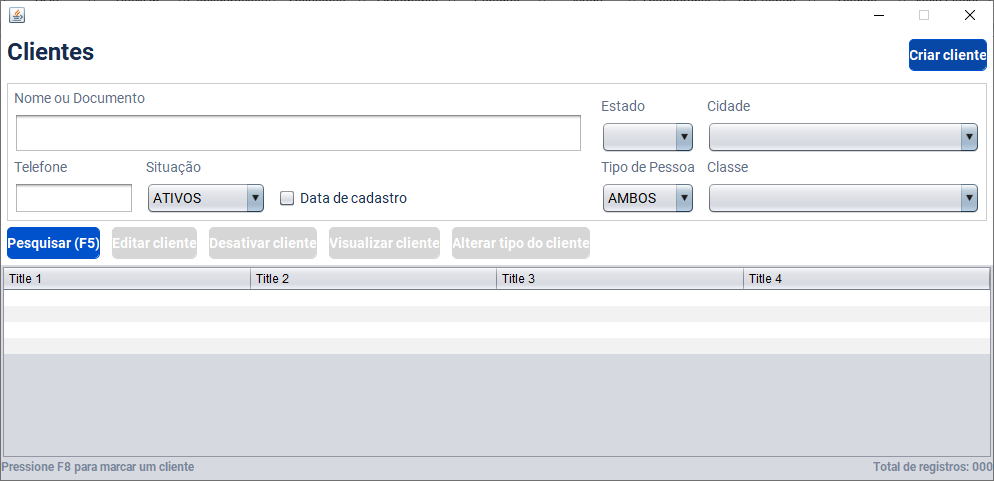 Clientes
Criar cliente
Nome ou Documento
Estado
Cidade
Telefone
Situação
Tipo de Pessoa
Classe
ATIVOS
Data de cadastro
AMBOS
Pesquisar (F5)
Editar cliente
Desativar cliente
Visualizar cliente
Alterar tipo do cliente
Title 1
Title 2
Title 3
Title 4
Pressione F8 para marcar um cliente
Total de registros: 000